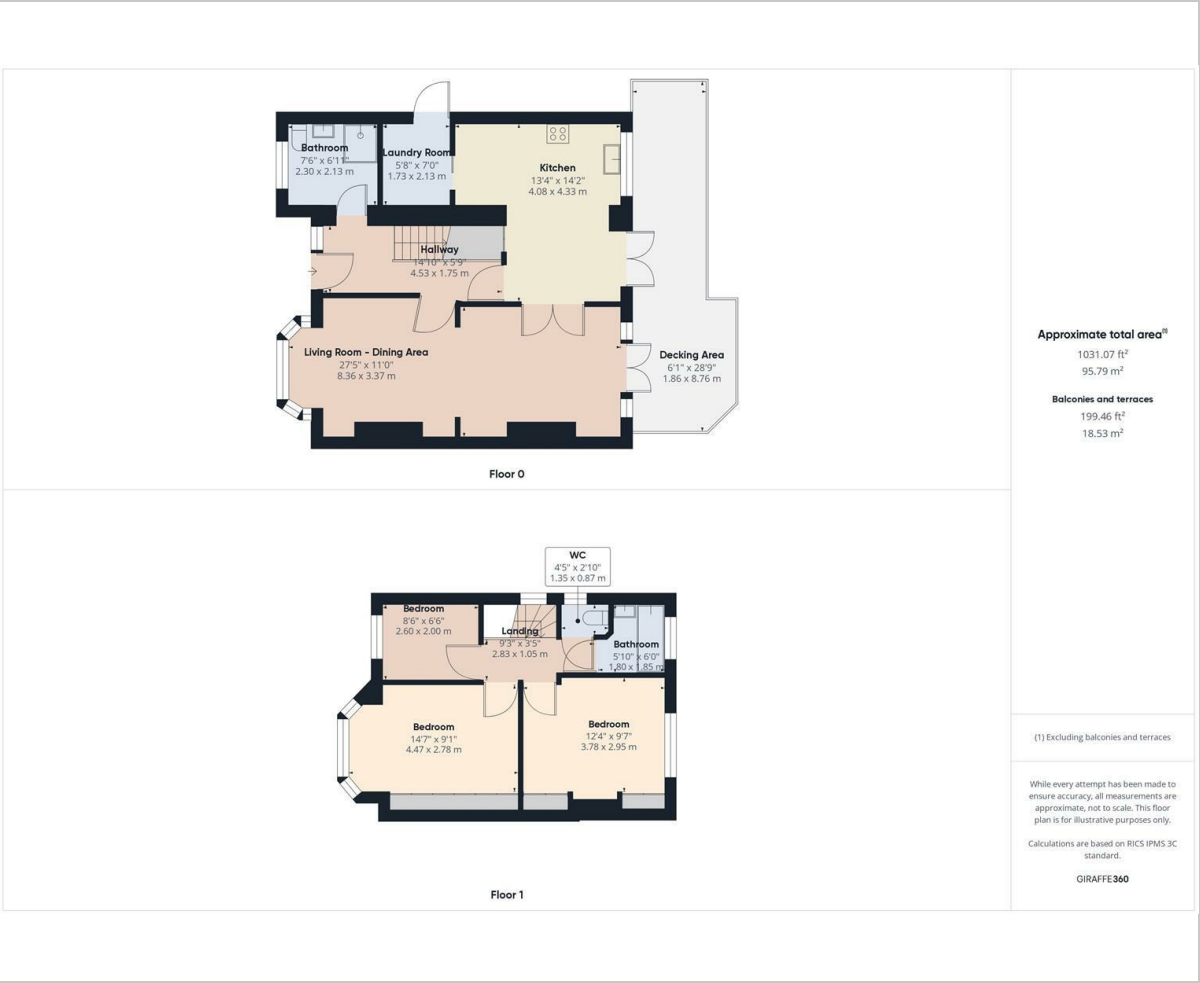 Bathroom
7'6" x 6'11"
2.30 x 2.13 m
Laundry Room
5'8" x 7'0"
1.73 x 2.13 m
Kitchen
13'4" x 14'2"
4.08 x 4.33 m
Hallway
14'10" x 5'9"
4.53 x 1.75 m
Living Room - Dining Area
27'5" x 11'0"
8.36 x 3.37 m
Decking Area
6'1" x 28'9"
1.86 x 8.76 m
Floor 0
WC
4'5" x 2'10"
1.35 x 0.87 m
Bedroom
8'6" x 6'6"
2.60 x 2.00 m
Landing
9'3" x 3'5"
2.83 x 1.05 m
Bathroom
5'10" x 6'0"
1.80 x 1.85 m
Bedroom
14'7" x 9'1"
4.47 x 2.78 m
Bedroom
12'4" x 9'7"
3.78 x 2.95 m
Floor 1
Approximate total area⁽¹⁾
1031.07 ft²
95.79 m²
Balconies and terraces
199.46 ft²
18.53 m²
(1) Excluding balconies and terraces
While every attempt has been made to
ensure accuracy, all measurements are
approximate, not to scale. This floor
plan is for illustrative purposes only.
Calculations are based on RICS IPMS 3C
standard.
GIRAFFE360